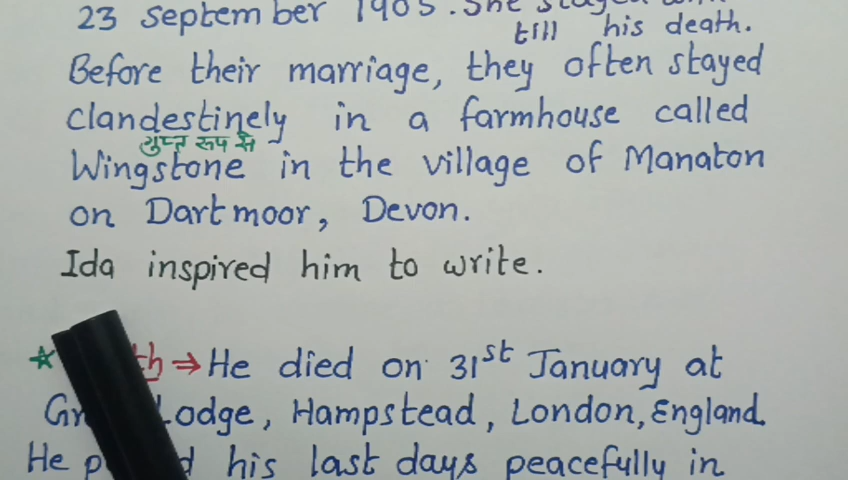 23 September 1905. She stayed
till his death.
Before their marriage, they often stayed
clandestinely in a farmhouse called
गुप्त रूप से
Wingstone in the village of Manaton
on Dartmoor, Devon.
Ida inspired him to write.
★ ⇒ He died on 31st January at
Lodge, Hampstead, London, England.
He his last days peacefully in